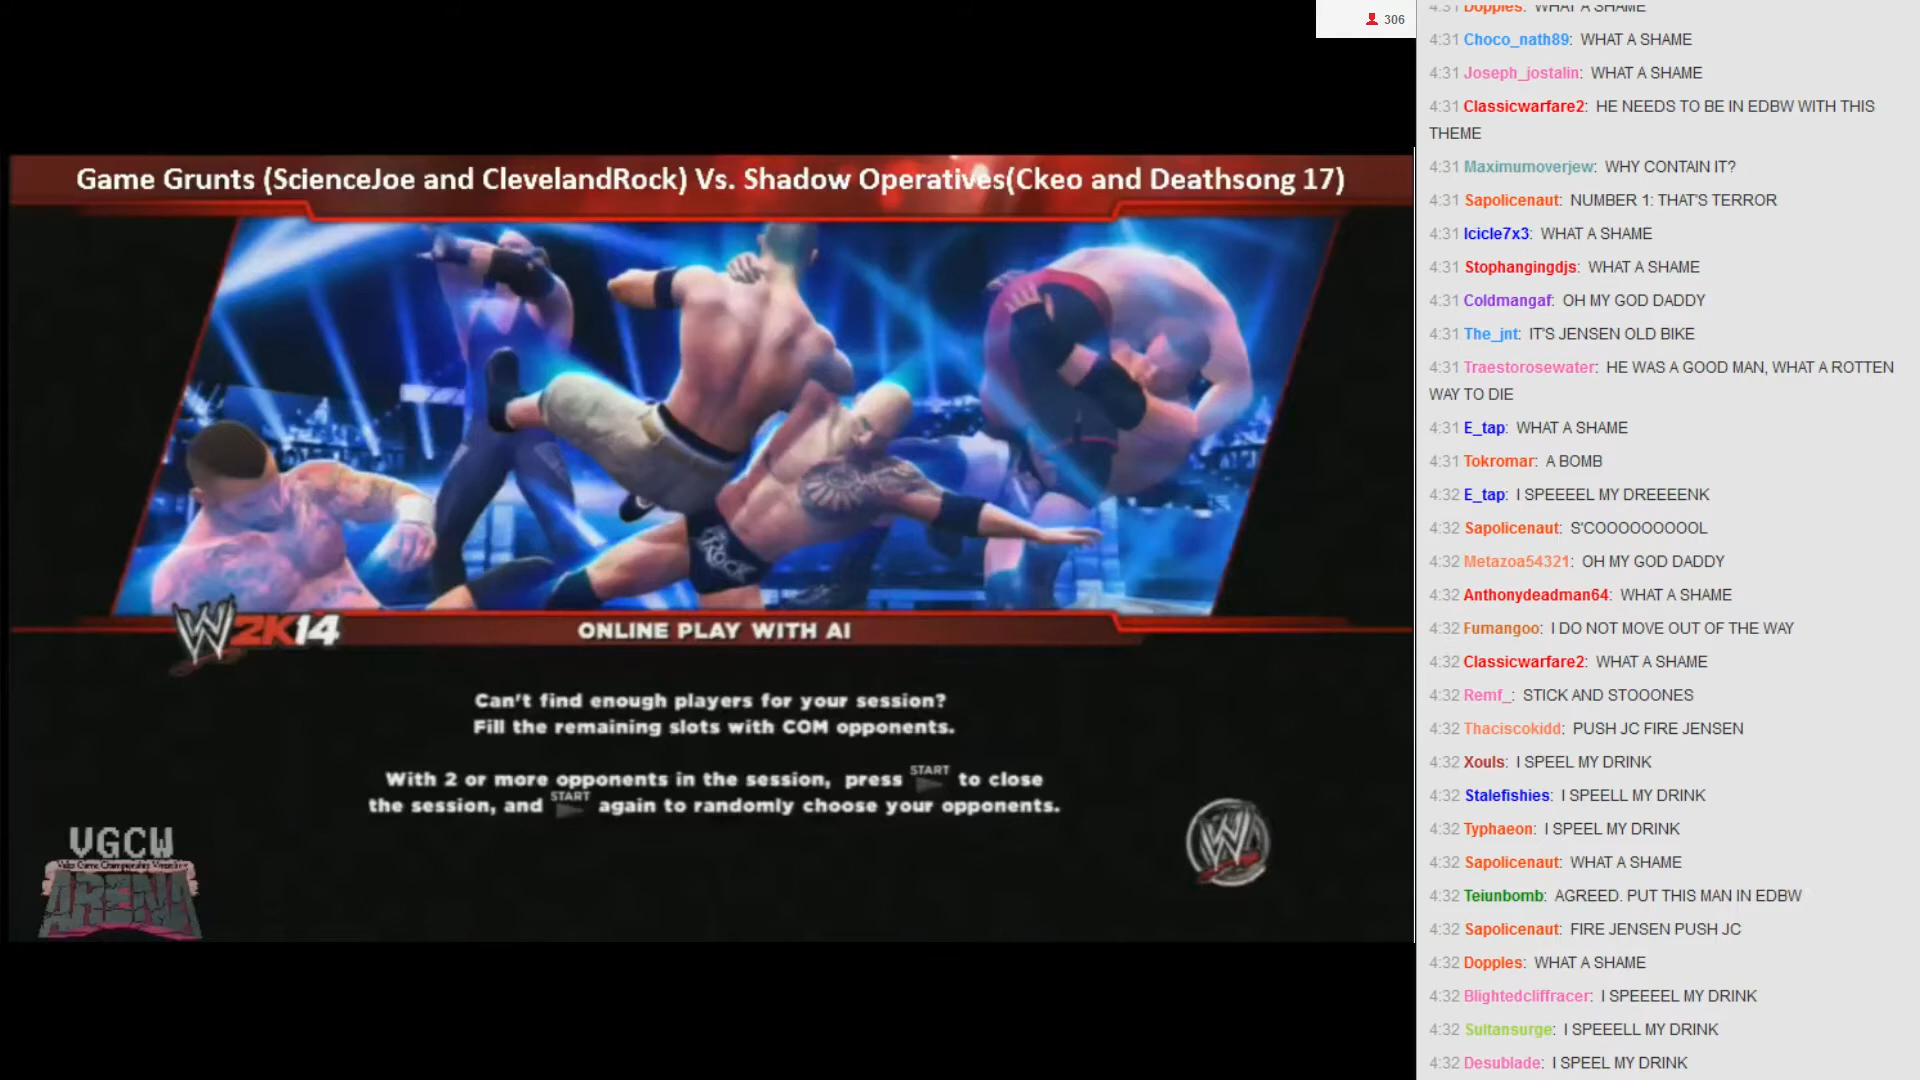 306
Game Grunts (ScienceJoe and ClevelandRock) Vs. Shadow Operatives(Ckeo and Deathsong 17)
ROCK
W 2K14
ONLINE PLAY WITH AI
Can't find enough players for your session?
Fill the remaining slots with COM opponents.
With 2 or more opponents in the session, press START to close
the session, and START again to randomly choose your opponents.
VGCW
Video Game Championship Wrestling
ARENA
W
4:31 Dopples: WHAT A SHAME
4:31 Choco_nath89: WHAT A SHAME
4:31 Joseph_jostalin: WHAT A SHAME
4:31 Classicwarfare2: HE NEEDS TO BE IN EDBW WITH THIS
THEME
4:31 Maximumoverjew: WHY CONTAIN IT?
4:31 Sapolicenaut: NUMBER 1: THAT'S TERROR
4:31 Icicle7x3: WHAT A SHAME
4:31 Stophangingdjs: WHAT A SHAME
4:31 Coldmangaf: OH MY GOD DADDY
4:31 The_jnt: IT'S JENSEN OLD BIKE
4:31 Traestorosewater: HE WAS A GOOD MAN, WHAT A ROTTEN
WAY TO DIE
4:31 E_tap: WHAT A SHAME
4:31 Tokromar: A BOMB
4:32 E_tap: I SPEEEEL MY DREEEENK
4:32 Sapolicenaut: S'COOOOOOOOOL
4:32 Metazoa54321: OH MY GOD DADDY
4:32 Anthonydeadman64: WHAT A SHAME
4:32 Fumangoo: I DO NOT MOVE OUT OF THE WAY
4:32 Classicwarfare2: WHAT A SHAME
4:32 Remf_: STICK AND STOOONES
4:32 Thaciscokidd: PUSH JC FIRE JENSEN
4:32 Xouls: I SPEEL MY DRINK
4:32 Stalefishies: I SPEELL MY DRINK
4:32 Typhaeon: I SPEEL MY DRINK
4:32 Sapolicenaut: WHAT A SHAME
4:32 Teiunbomb: AGREED. PUT THIS MAN IN EDBW
4:32 Sapolicenaut: FIRE JENSEN PUSH JC
4:32 Dopples: WHAT A SHAME
4:32 Blightedcliffracer: I SPEEEEL MY DRINK
4:32 Sultansurge: I SPEEELL MY DRINK
4:32 Desublade: I SPEEL MY DRINK